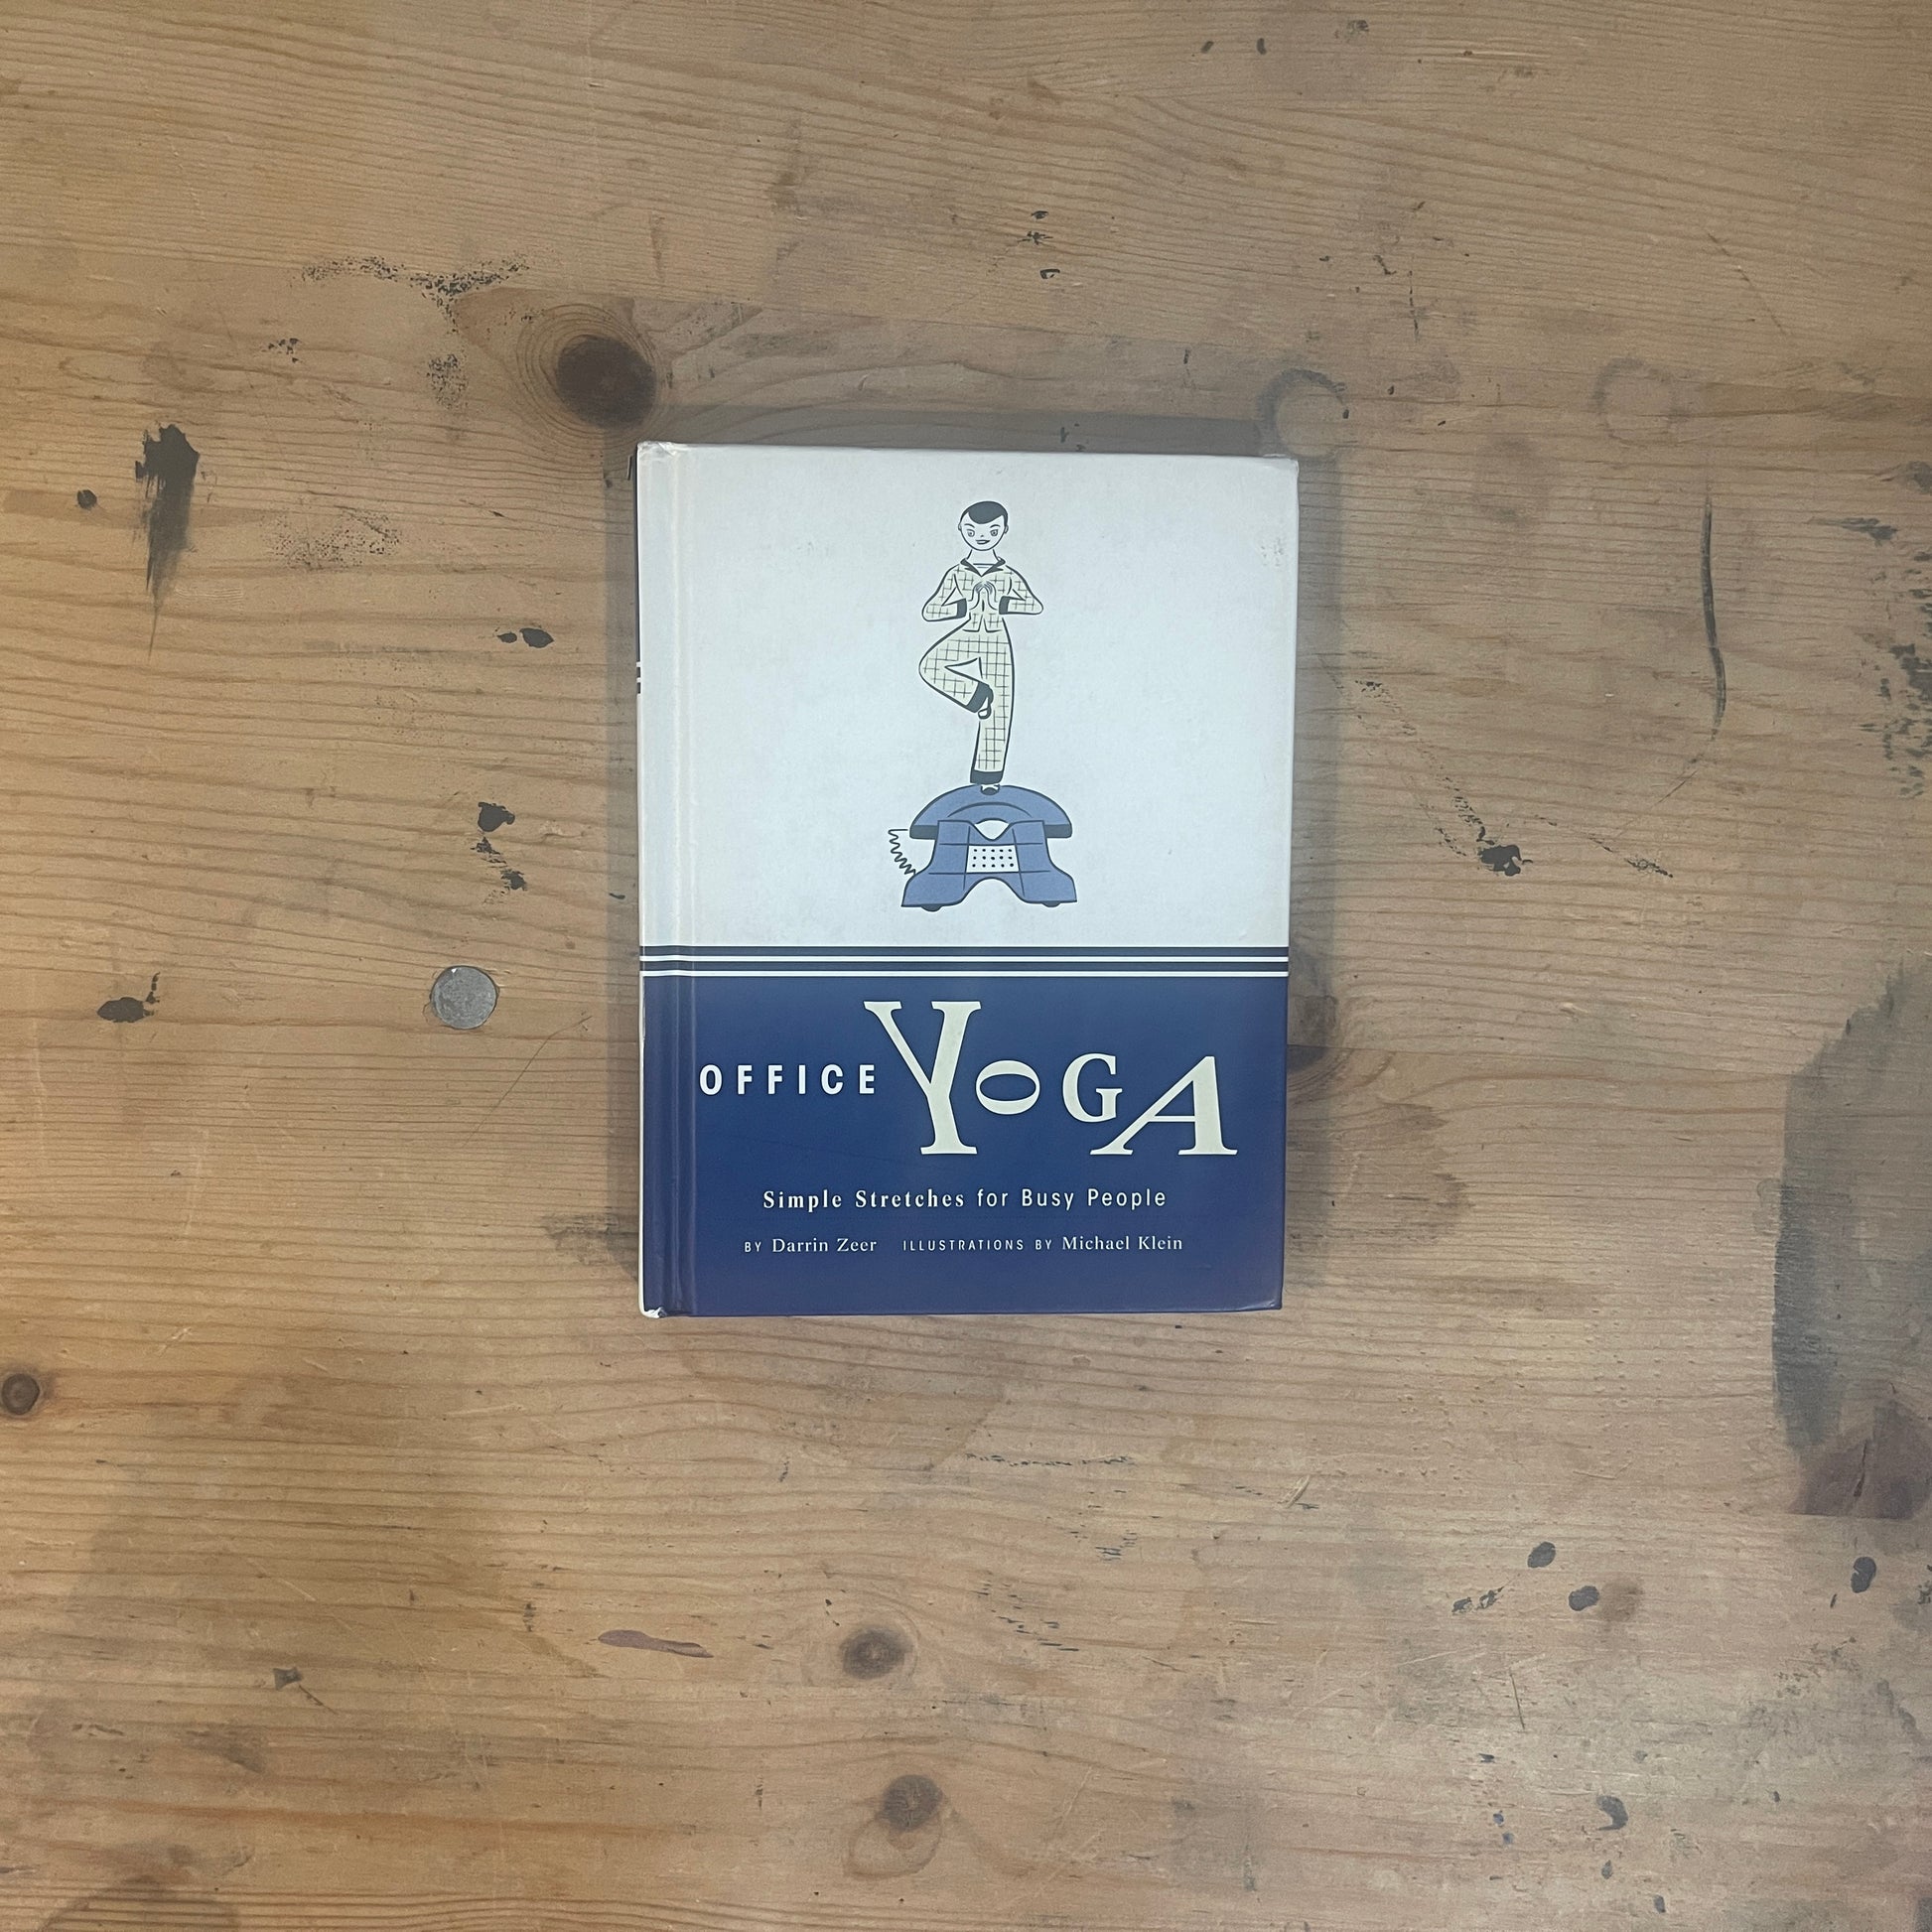 OFFICE YOGA
Simple Stretches for Busy People
BY Darrin Zeer ILLUSTRATIONS BY Michael Klein